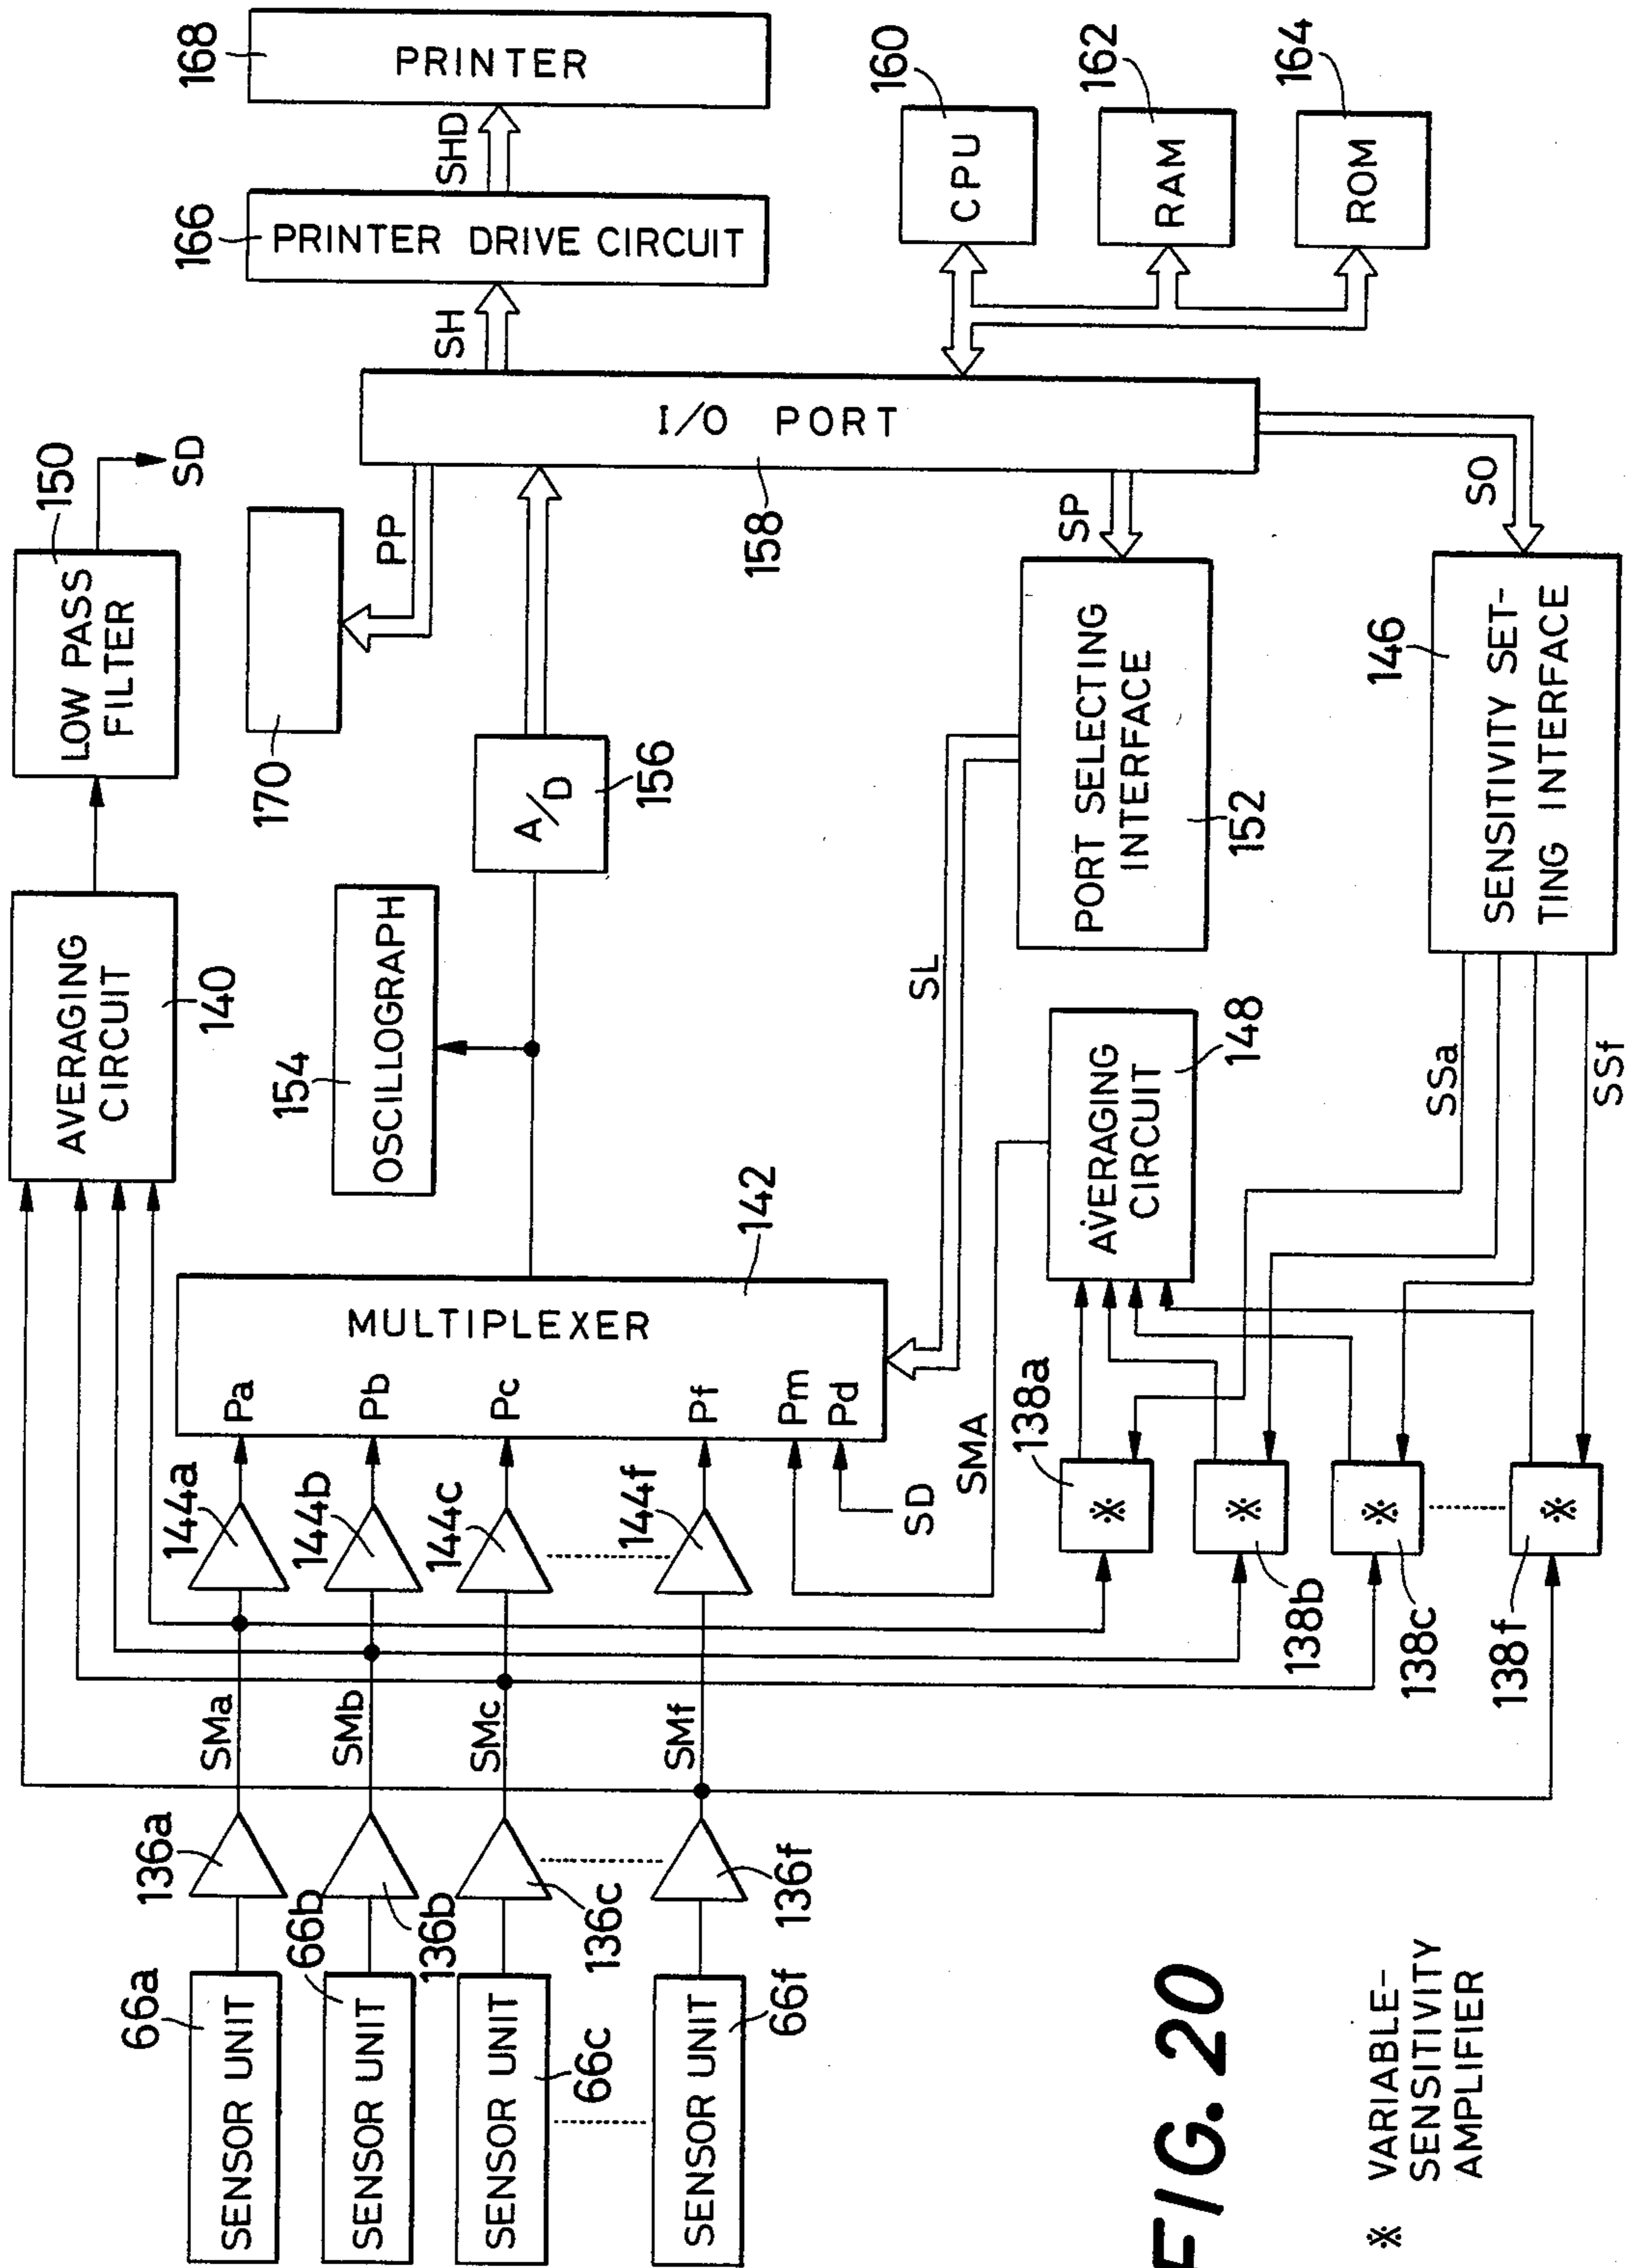 66a
SENSOR UNIT
66b
SENSOR UNIT
SENSOR UNIT
66c
SENSOR UNIT
66f
136a
136b
136c
136f
SMa
SMb
SMc
SMf
144a
144b
144c
144f
Pa
Pb
Pc
Pf
Pm
Pd
MULTIPLEXER
142
SD
SMA
SL
AVERAGING
CIRCUIT
140
LOW PASS
FILTER
150
SD
154
OSCILLOGRAPH
A/D
156
170
PP
I/O PORT
158
SH
166
PRINTER DRIVE CIRCUIT
SHD
168
PRINTER
CPU
160
RAM
162
ROM
164
SP
PORT SELECTING
INTERFACE
152
SO
146
SENSITIVITY SET-
TING INTERFACE
SSa
SSf
AVERAGING
CIRCUIT
148
138a
※
※
138b
※
138c
※
138f
FIG. 20
※ VARIABLE-
SENSITIVITY
AMPLIFIER